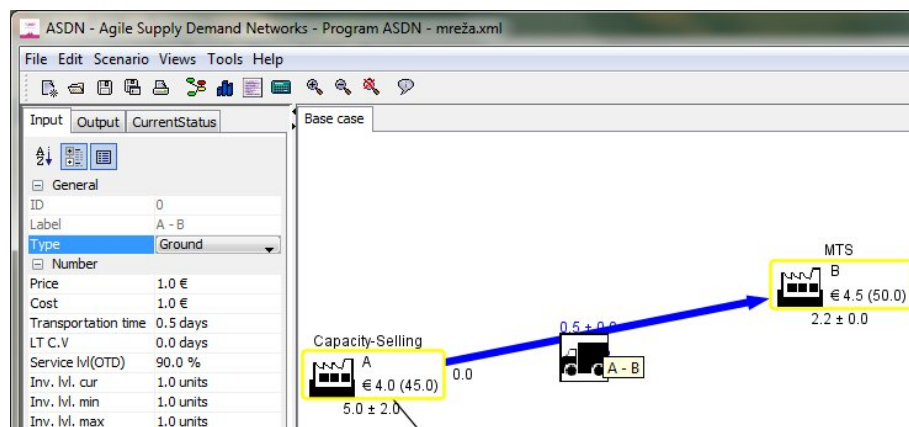 ASDN - Agile Supply Demand Networks - Program ASDN - mreža.xml
File Edit Scenario Views Tools Help
Input Output CurrentStatus
Base case
General
ID 0
Label A - B
Type Ground
Number
Price 1.0 €
Cost 1.0 €
Transportation time 0.5 days
LT C.V 0.0 days
Service lvl(OTD) 90.0 %
Inv. lvl. cur 1.0 units
Inv. lvl. min 1.0 units
Inv. lvl. max 1.0 units
MTS
B
€ 4.5 (50.0)
2.2 ± 0.0
0.5 ± 0.0
A - B
Capacity-Selling
A
€ 4.0 (45.0)
0.0
5.0 ± 2.0